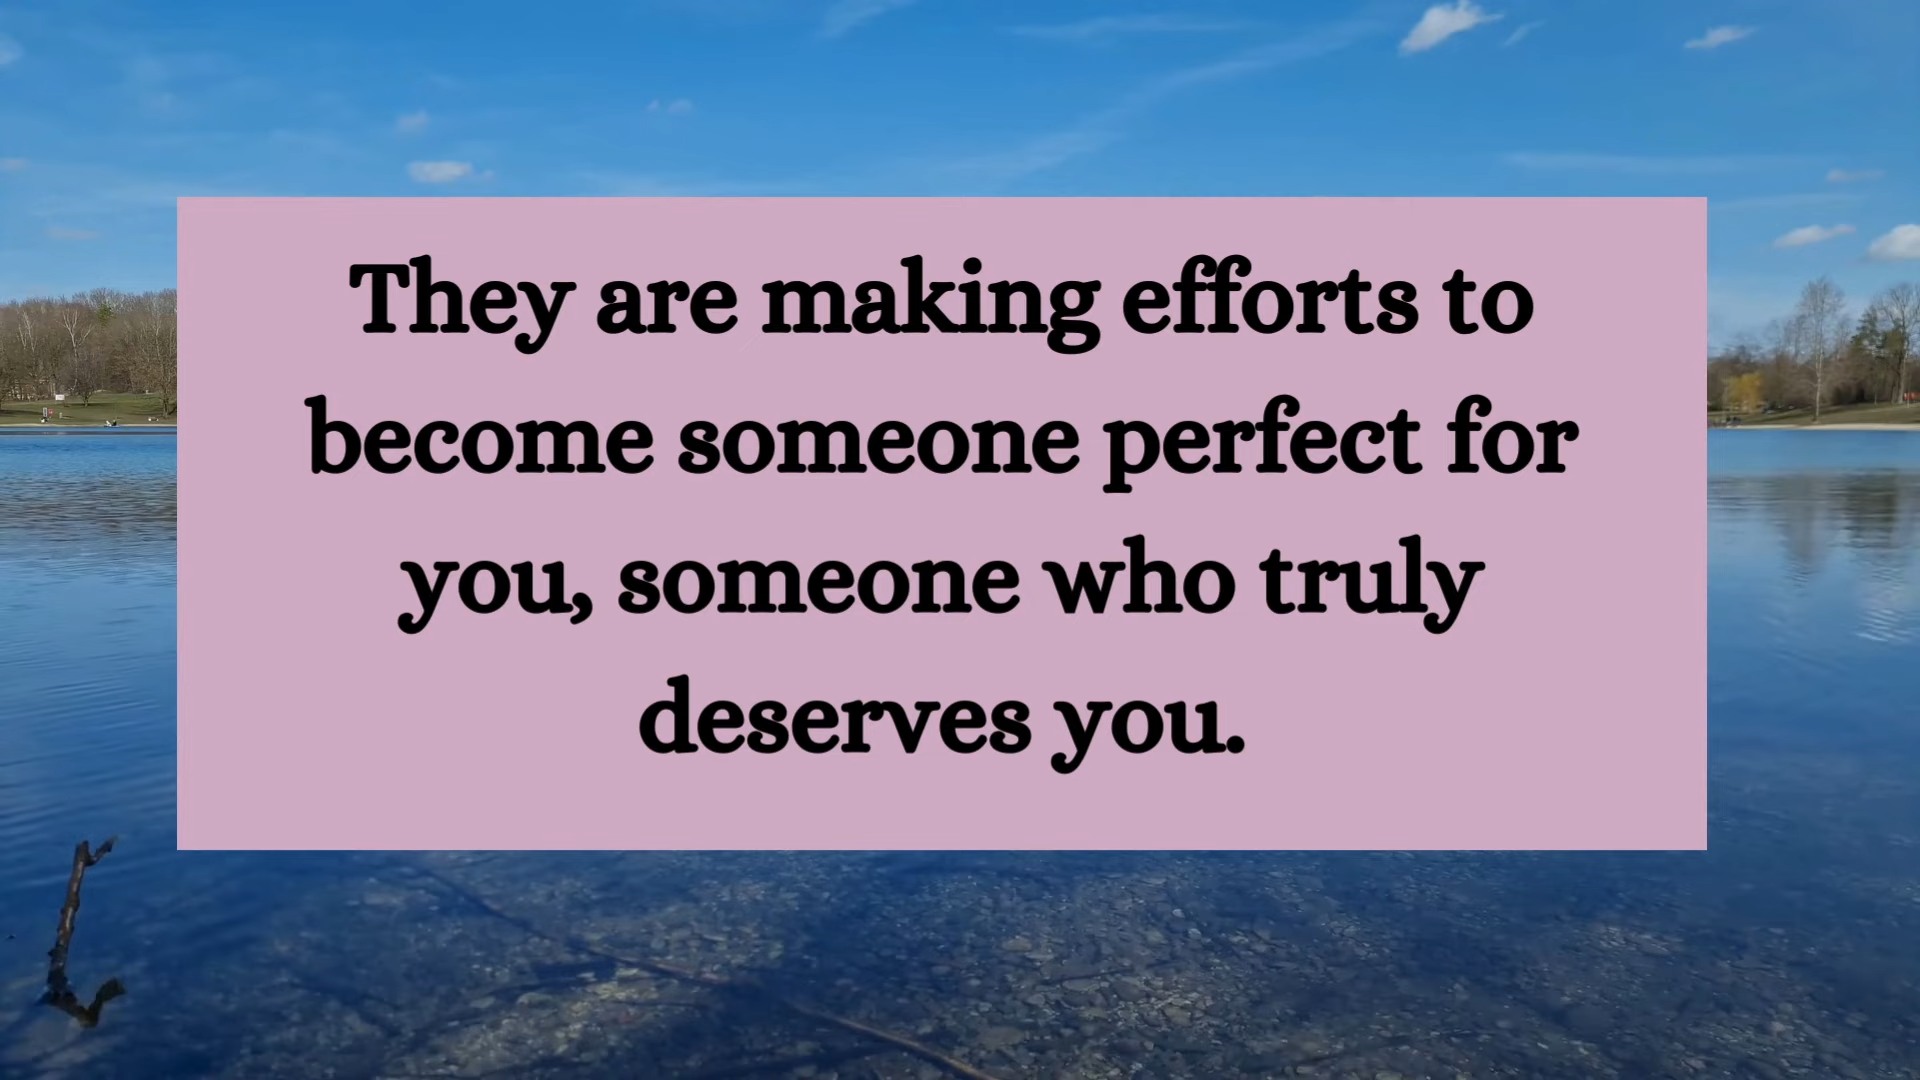 They are making efforts to
become someone perfect for
you, someone who truly
deserves you.